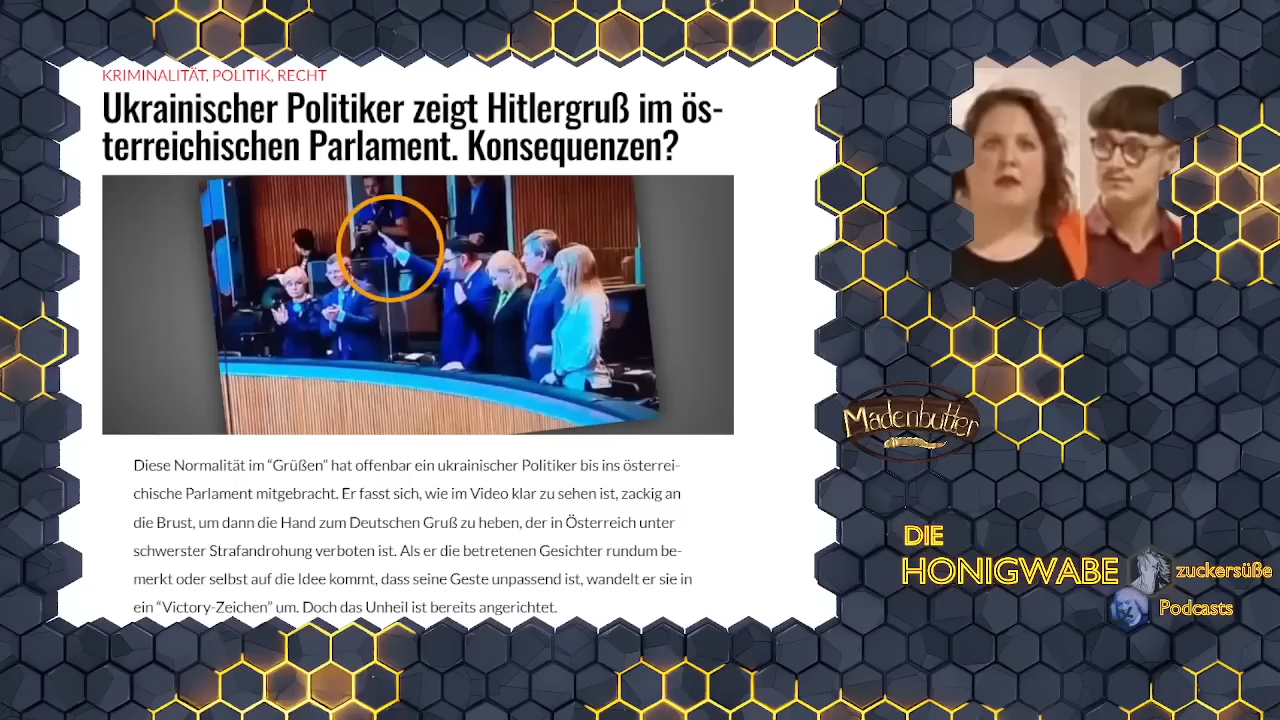 KRIMINALITÄT, POLITIK, RECHT
Ukrainischer Politiker zeigt Hitlergruß im ös-
terreichischen Parlament. Konsequenzen?
Diese Normalität im “Grüßen” hat offenbar ein ukrainischer Politiker bis ins österrei-
chische Parlament mitgebracht. Er fasst sich, wie im Video klar zu sehen ist, zackig an
die Brust, um dann die Hand zum Deutschen Gruß zu heben, der in Österreich unter
schwerster Strafandrohung verboten ist. Als er die betretenen Gesichter rundum be-
merkt oder selbst auf die Idee kommt, dass seine Geste unpassend ist, wandelt er sie in
ein “Victory-Zeichen” um. Doch das Unheil ist bereits angerichtet.
Madenbutter
DIE
HONIGWABE
zuckersüße
Podcasts